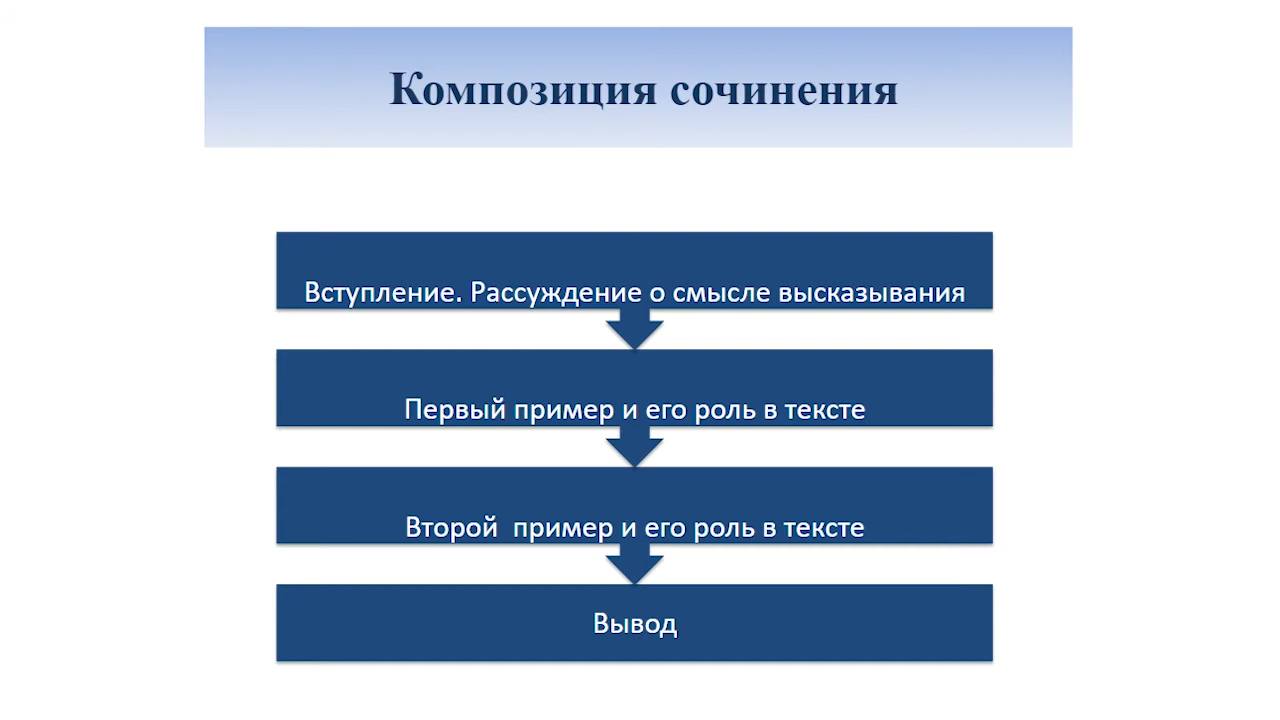 Композиция сочинения
Вступление. Рассуждение о смысле высказывания
Первый пример и его роль в тексте
Второй  пример и его роль в тексте
Вывод